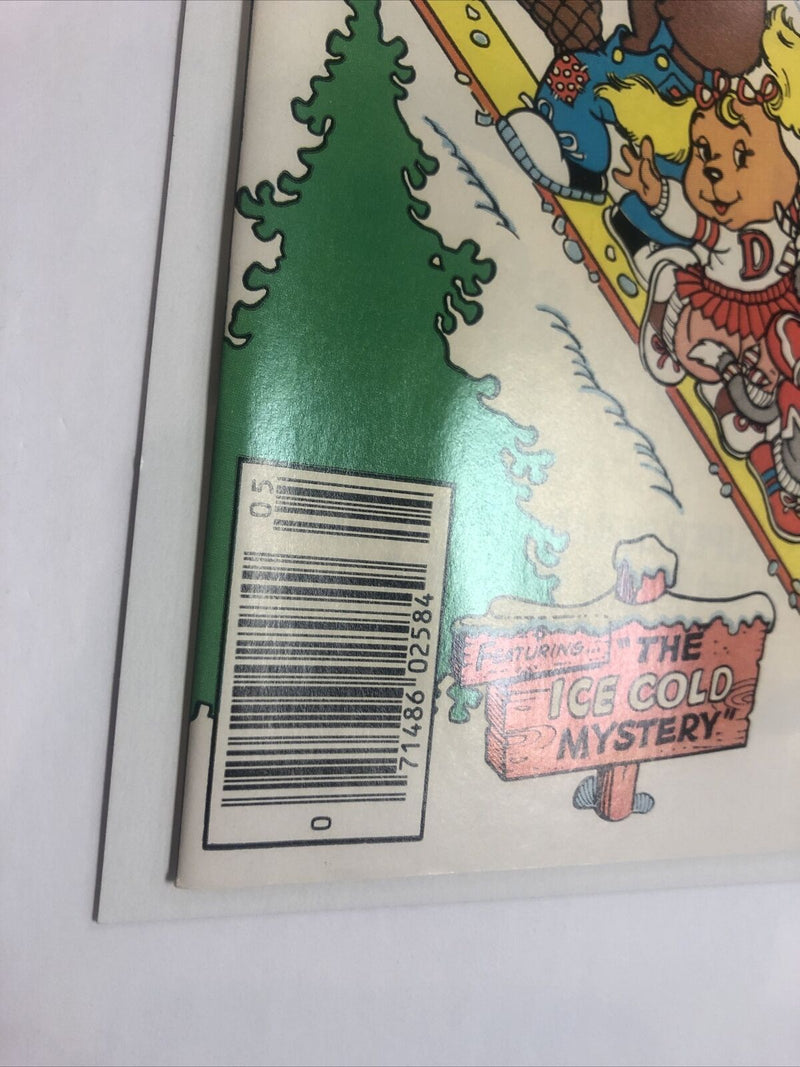 D
05
0 71486 02584
FEATURING... "THE
ICE COLD
MYSTERY"